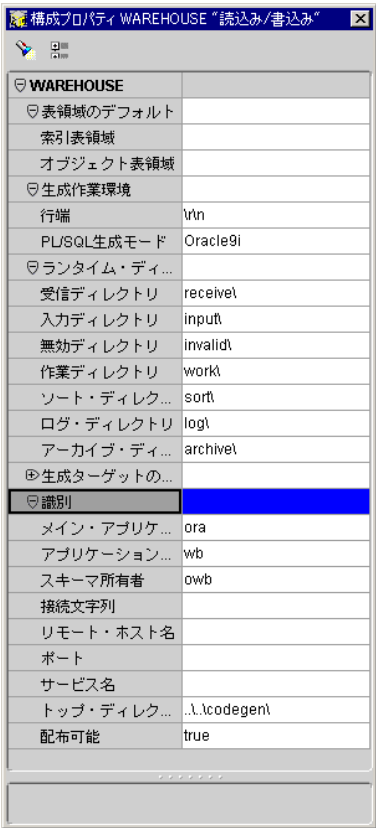 構成プロパティ WAREHOUSE "読込み/書込み"
WAREHOUSE
表領域のデフォルト
索引表領域
オブジェクト表領域
生成作業環境
行端 \r\n
PL/SQL生成モード Oracle9i
ランタイム・ディ...
受信ディレクトリ receive\
入力ディレクトリ input\
無効ディレクトリ invalid\
作業ディレクトリ work\
ソート・ディレク... sort\
ログ・ディレクトリ log\
アーカイブ・ディ... archive\
生成ターゲットの...
識別
メイン・アプリケ... ora
アプリケーション... wb
スキーマ所有者 owb
接続文字列
リモート・ホスト名
ポート
サービス名
トップ・ディレク... ..\..\codegen\
配布可能 true